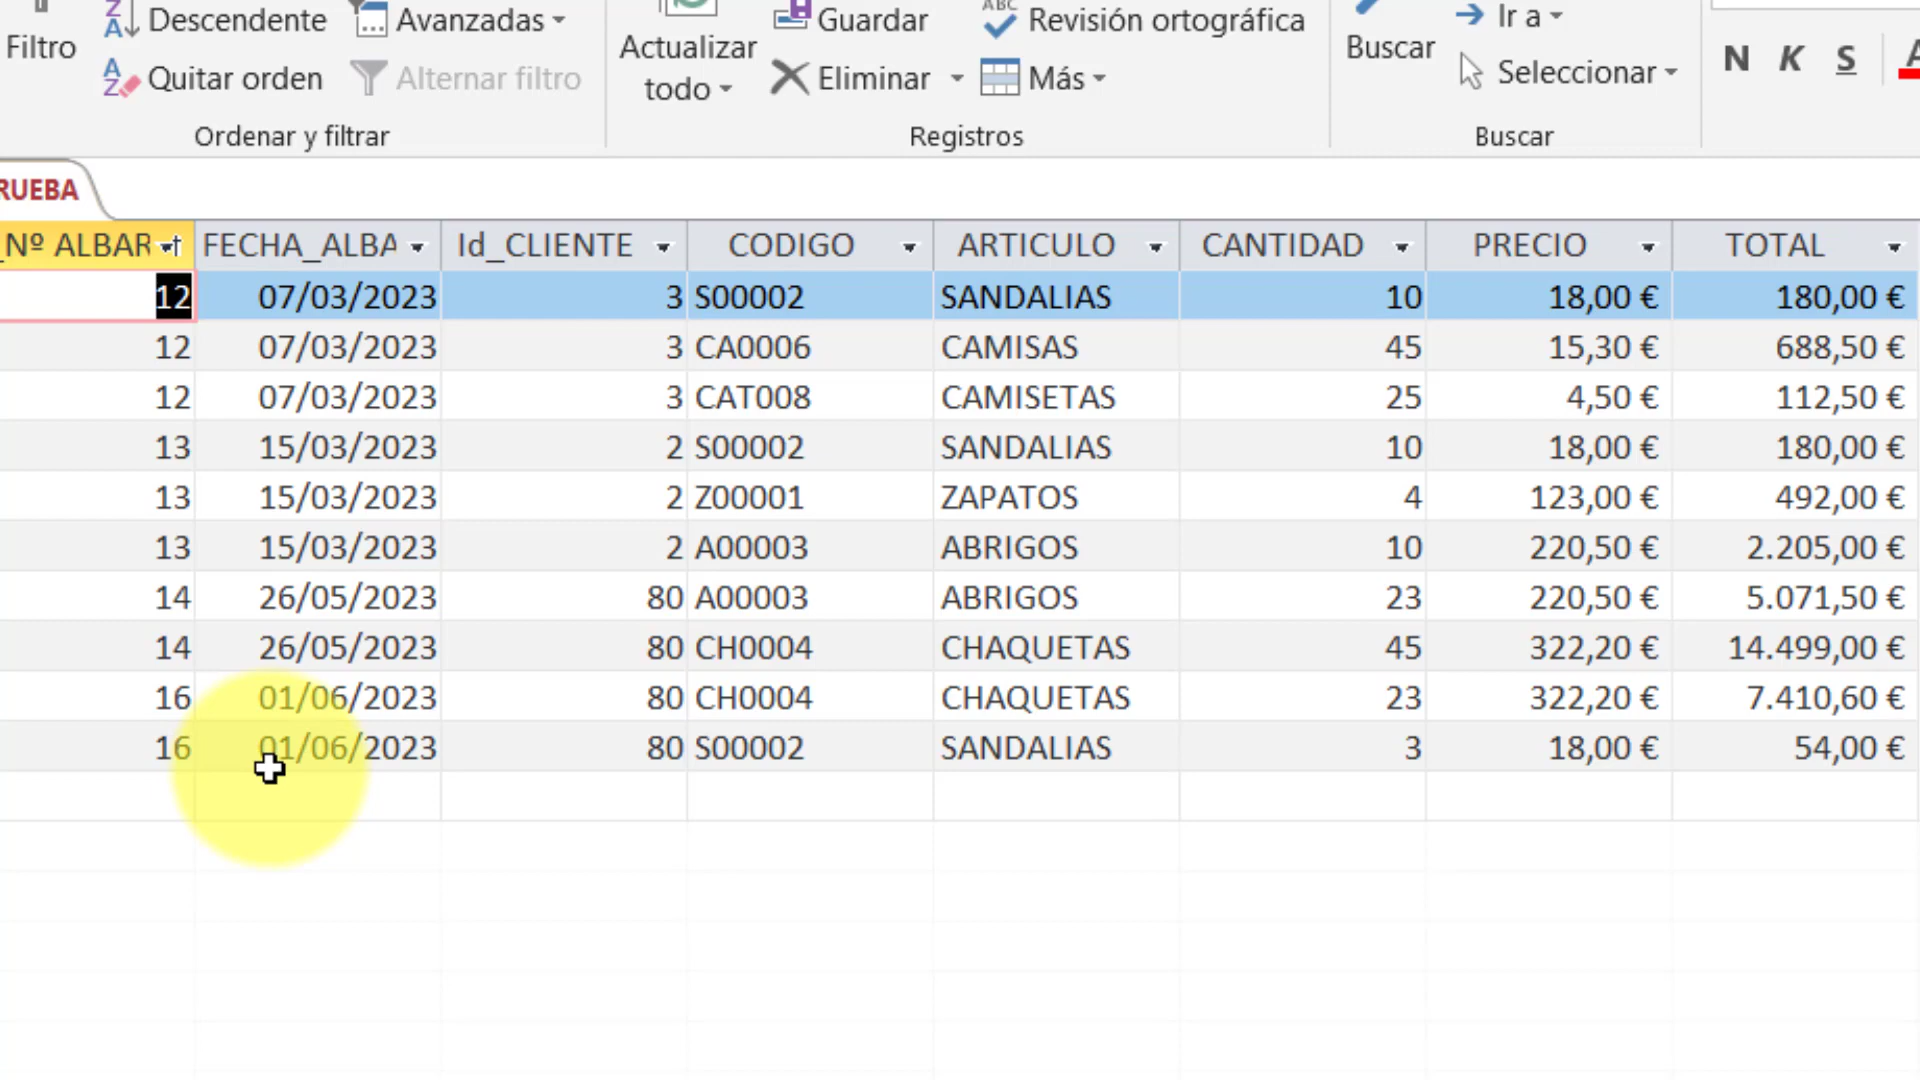 Descendente Avanzadas Guardar ABC Revisión ortográfica Ir a
Filtro Actualizar todo Buscar
Quitar orden Alternar filtro Eliminar Más Seleccionar N K S A
Ordenar y filtrar Registros Buscar
RUEBA
_Nº ALBAR FECHA_ALBA Id_CLIENTE CODIGO ARTICULO CANTIDAD PRECIO TOTAL
12 07/03/2023 3 S00002 SANDALIAS 10 18,00 € 180,00 €
12 07/03/2023 3 CA0006 CAMISAS 45 15,30 € 688,50 €
12 07/03/2023 3 CAT008 CAMISETAS 25 4,50 € 112,50 €
13 15/03/2023 2 S00002 SANDALIAS 10 18,00 € 180,00 €
13 15/03/2023 2 Z00001 ZAPATOS 4 123,00 € 492,00 €
13 15/03/2023 2 A00003 ABRIGOS 10 220,50 € 2.205,00 €
14 26/05/2023 80 A00003 ABRIGOS 23 220,50 € 5.071,50 €
14 26/05/2023 80 CH0004 CHAQUETAS 45 322,20 € 14.499,00 €
16 01/06/2023 80 CH0004 CHAQUETAS 23 322,20 € 7.410,60 €
16 01/06/2023 80 S00002 SANDALIAS 3 18,00 € 54,00 €